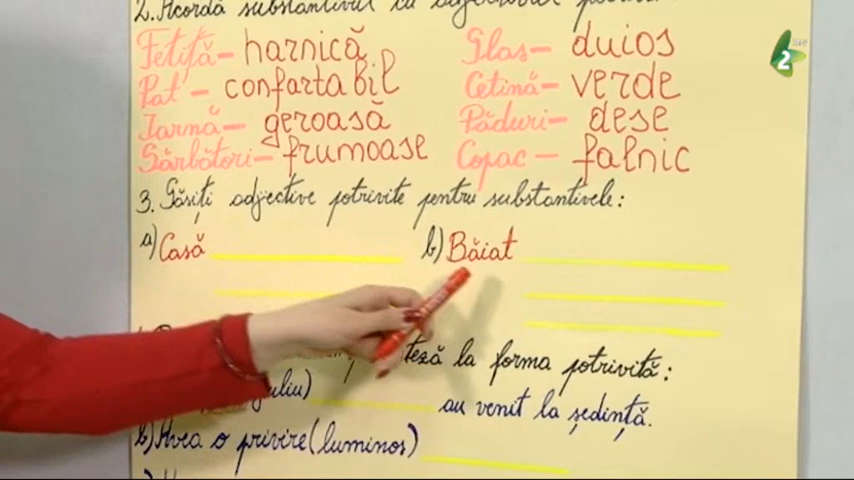 2. Acordă substantivul cu adjectivul
Fetiță – harnică Glas – duios
Pat – confartabil Cetină – verde
Iarnă – geroasă Păduri – dese
Sărbători – frumoase Copac – falnic
3. Găsiți adjective potrivite pentru substantivele:
a) Casă b) Băiat
la forma potrivită:
au venit la ședință.
b) Avea o privire (luminos)
2